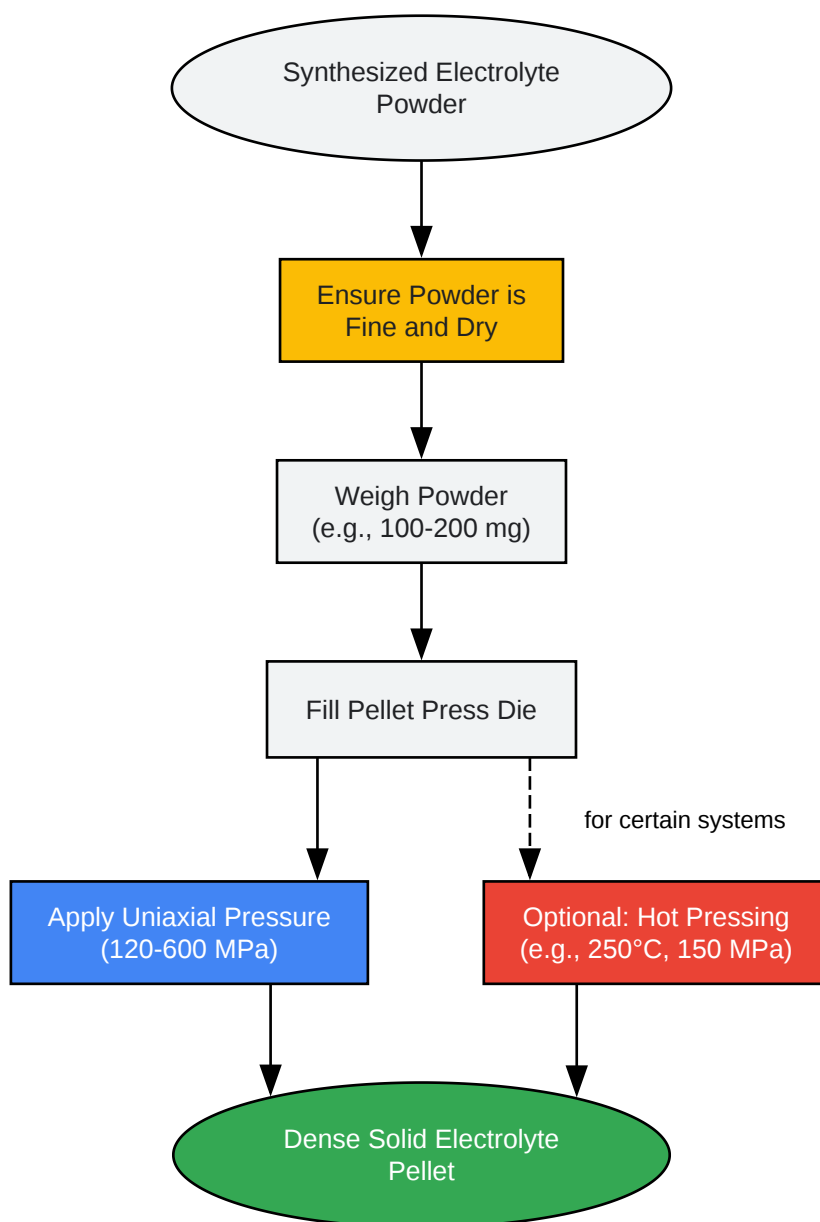 Synthesized Electrolyte
Powder
Ensure Powder is
Fine and Dry
Weigh Powder
(e.g., 100-200 mg)
Fill Pellet Press Die
for certain systems
Apply Uniaxial Pressure
(120-600 MPa)
Optional: Hot Pressing
(e.g., 250°C, 150 MPa)
Dense Solid Electrolyte
Pellet